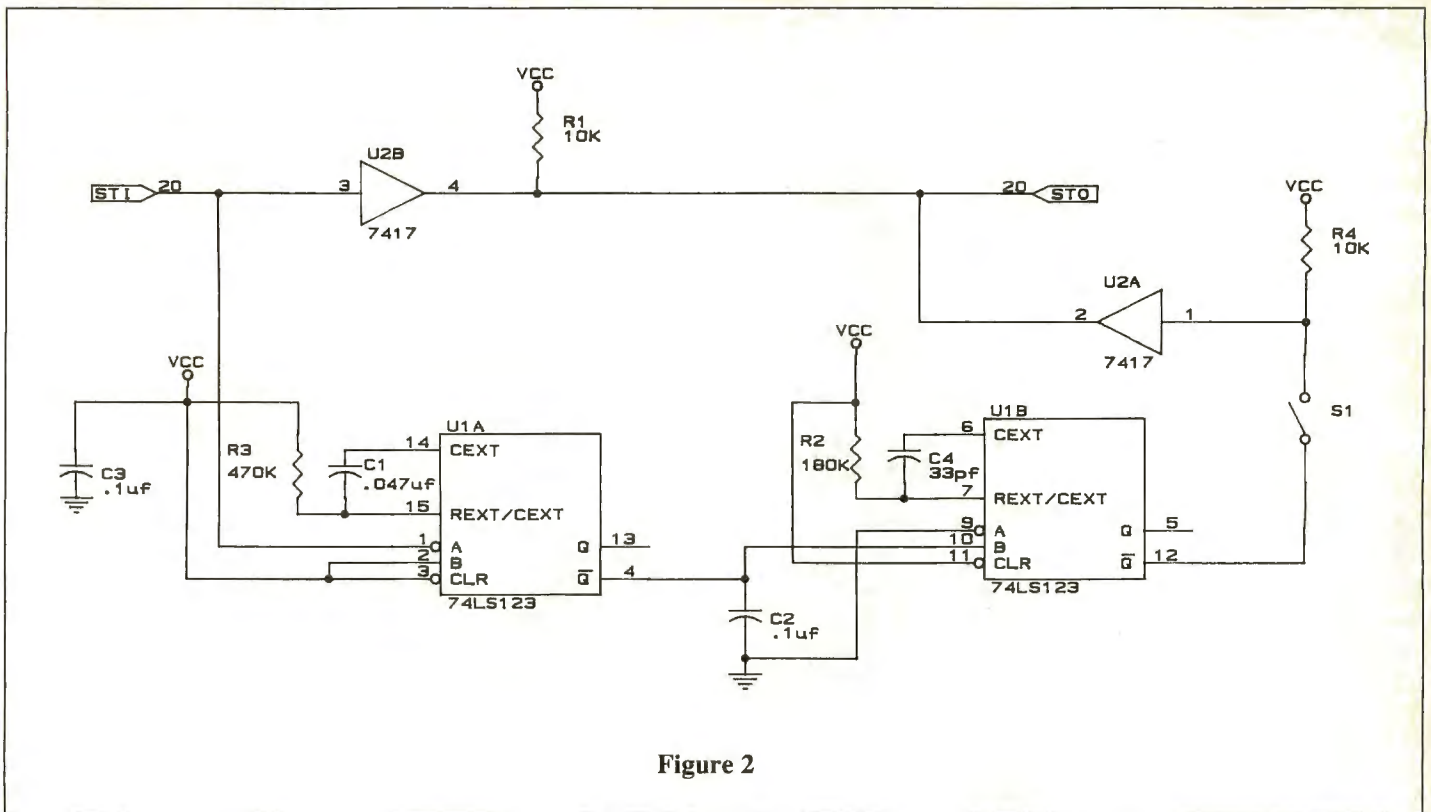 VCC
R1
10K
U2B
STI 20
3
4
7417
20 STO
VCC
R4
10K
U2A
2
1
7417
VCC
VCC
S1
U1A
U1B
R3
470K
14
CEXT
C1
.047uf
C3
.1uf
R2
180K
6
CEXT
C4
33pf
15
REXT/CEXT
7
REXT/CEXT
1
A
Q
13
2
B
3
CLR
Q
4
74LS123
9
A
Q
5
10
B
11
CLR
Q
12
74LS123
C2
.1uf
Figure 2